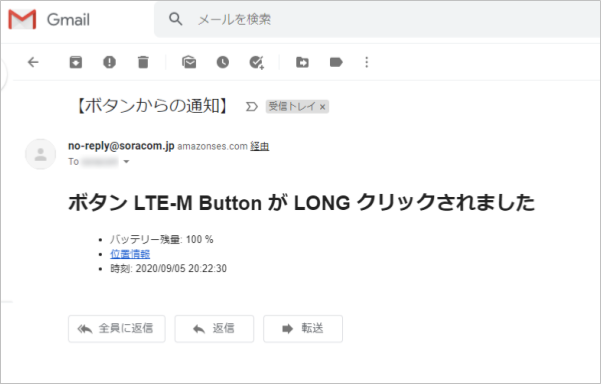 Gmail
メールを検索
【ボタンからの通知】 受信トレイ ×
no-reply@soracom.jp amazonses.com 経由
To
ボタン LTE-M Button が LONG クリックされました
• バッテリー残量: 100 %
• 位置情報
• 時刻: 2020/09/05 20:22:30
全員に返信 返信 転送